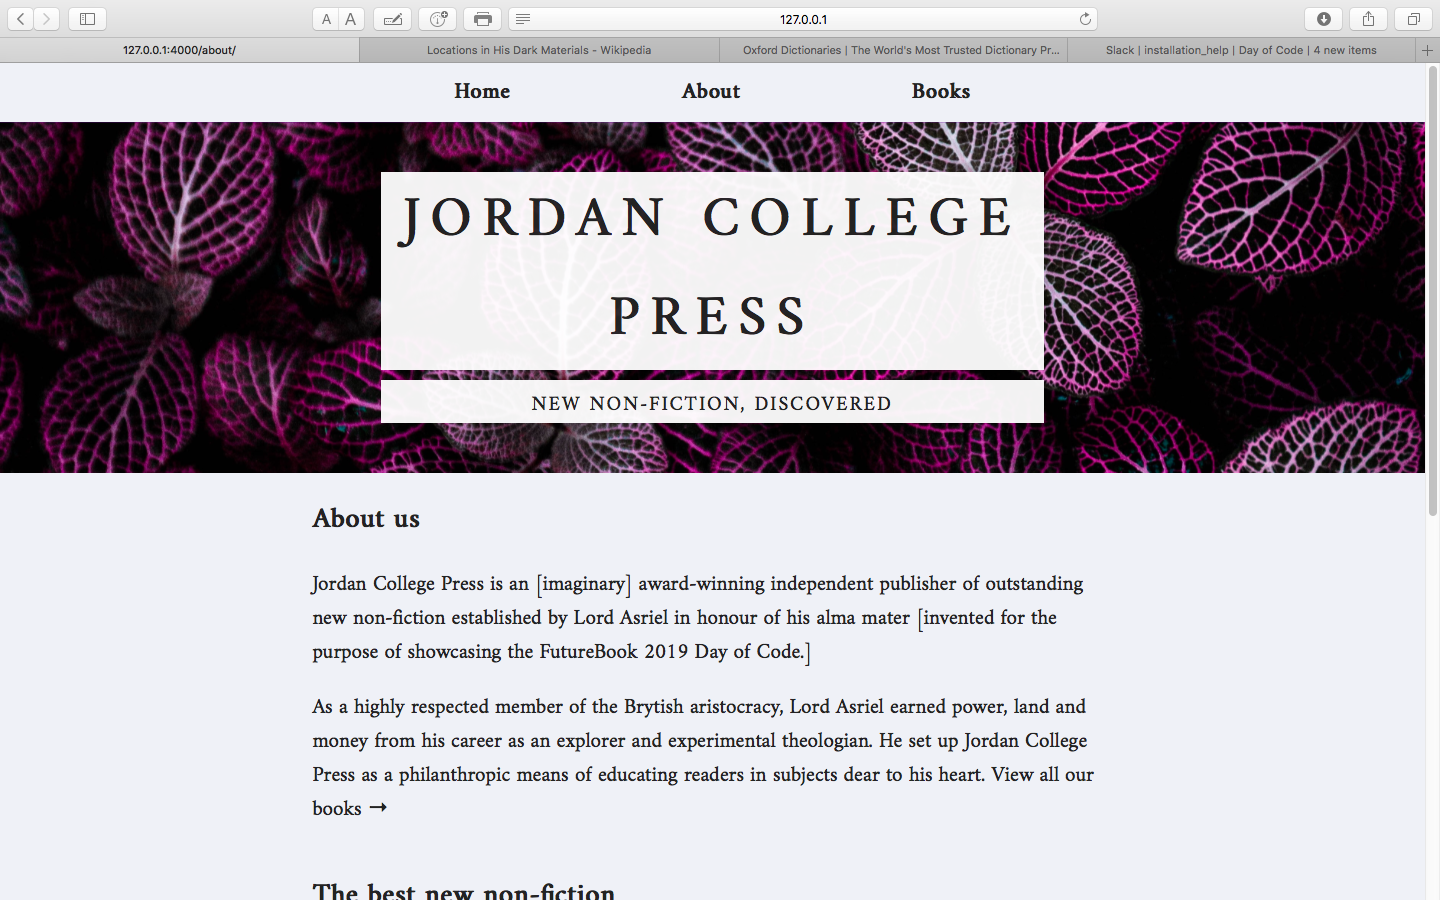 A A 127.0.0.1
127.0.0.1:4000/about/ Locations in His Dark Materials - Wikipedia Oxford Dictionaries | The World's Most Trusted Dictionary Pr... Slack | installation_help | Day of Code | 4 new items +
Home About Books
JORDAN COLLEGE
PRESS
NEW NON-FICTION, DISCOVERED
About us
Jordan College Press is an [imaginary] award-winning independent publisher of outstanding
new non-fiction established by Lord Asriel in honour of his alma mater [invented for the
purpose of showcasing the FutureBook 2019 Day of Code.]
As a highly respected member of the Brytish aristocracy, Lord Asriel earned power, land and
money from his career as an explorer and experimental theologian. He set up Jordan College
Press as a philanthropic means of educating readers in subjects dear to his heart. View all our
books →
The best new non-fiction